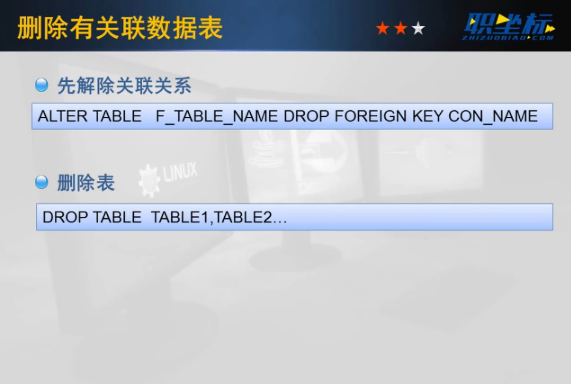 删除有关联数据表
职坐标
ZHIZUOBIAO.COM
先解除关联关系
ALTER TABLE F_TABLE_NAME DROP FOREIGN KEY CON_NAME
LINUX
删除表
DROP TABLE TABLE1,TABLE2…